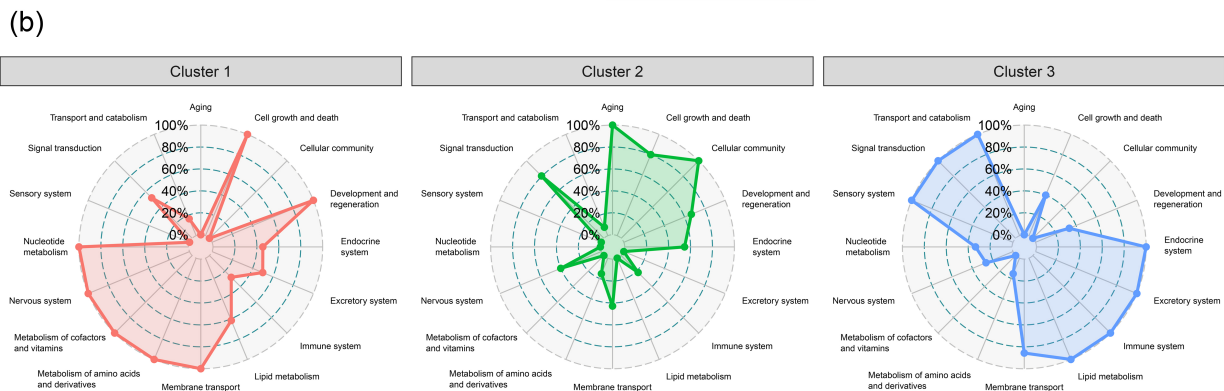 (b)
Cluster 1
Aging
Cell growth and death
Cellular community
Development and
regeneration
Endocrine
system
Excretory system
Immune system
Lipid metabolism
Membrane transport
Metabolism of amino acids
and derivatives
Metabolism of cofactors
and vitamins
Nervous system
Nucleotide
metabolism
Sensory system
Signal transduction
Transport and catabolism
100%
80%
60%
40%
20%
0%
Cluster 2
Aging
Cell growth and death
Cellular community
Development and
regeneration
Endocrine
system
Excretory system
Immune system
Lipid metabolism
Membrane transport
Metabolism of amino acids
and derivatives
Metabolism of cofactors
and vitamins
Nervous system
Nucleotide
metabolism
Sensory system
Signal transduction
Transport and catabolism
100%
80%
60%
40%
20%
0%
Cluster 3
Aging
Cell growth and death
Cellular community
Development and
regeneration
Endocrine
system
Excretory system
Immune system
Lipid metabolism
Membrane transport
Metabolism of amino acids
and derivatives
Metabolism of cofactors
and vitamins
Nervous system
Nucleotide
metabolism
Sensory system
Signal transduction
Transport and catabolism
100%
80%
60%
40%
20%
0%